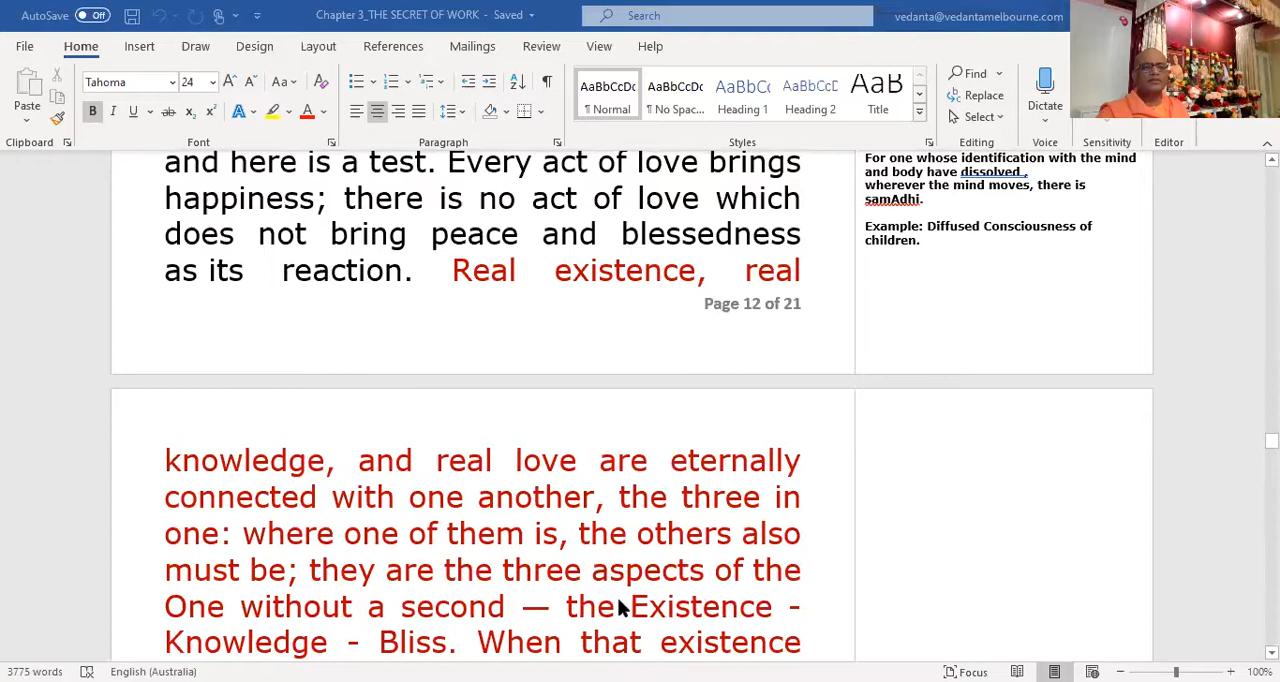 AutoSave Off Chapter 3_THE SECRET OF WORK - Saved Search vedanta@vedantamelbourne.com
File Home Insert Draw Design Layout References Mailings Review View Help
Tahoma 24 Aa A AaBbCcDc AaBbCcDc AaBbCc AaBbCcD AaB Find
Paste B I U ab x₂ x² A A ¶ Normal ¶ No Spac... Heading 1 Heading 2 Title Replace Dictate
Select
Clipboard Font Paragraph Styles Editing Voice Sensitivity Editor
and here is a test. Every act of love brings
happiness; there is no act of love which
does not bring peace and blessedness
as its reaction. Real existence, real
Page 12 of 21
For one whose identification with the mind
and body have dissolved ,
wherever the mind moves, there is
samAdhi.
Example: Diffused Consciousness of
children.
knowledge, and real love are eternally
connected with one another, the three in
one: where one of them is, the others also
must be; they are the three aspects of the
One without a second — the Existence -
Knowledge - Bliss. When that existence
3775 words English (Australia) Focus 100%